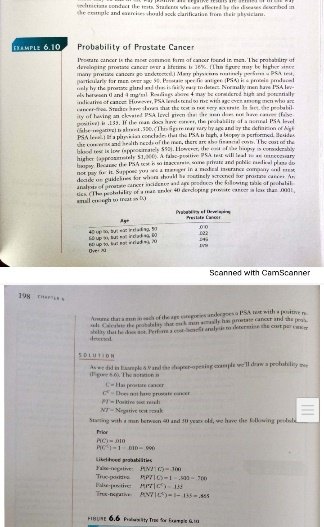 technicians conduct the tests. Students who are affected by the diseases described in
the example and exercises should seek clarification from their physicians.
EXAMPLE 6.10
Probability of Prostate Cancer
Prostate cancer is the most common form of cancer found in men. The probability of
developing prostate cancer over a lifetime is 16%. (This figure may be higher since
many prostate cancers go undetected.) Many physicians routinely perform a PSA test,
particularly for men over age 50. Prostate specific antigen (PSA) is a protein produced
only by the prostate gland and thus is fairly easy to detect. Normally men have PSA lev-
els between 0 and 4 mg/ml. Readings above 4 may be considered high and potentially
indicative of cancer. However, PSA levels tend to rise with age even among men who are
cancer-free. Studies have shown that the test is not very accurate. In fact, the probabil-
ity of having an elevated PSA level given that the man does not have cancer (false-
positive) is .135. If the man does have cancer, the probability of a normal PSA level
(false-negative) is almost .300. (This figure may vary by age and by the definition of high
PSA level.) If a physician concludes that the PSA is high, a biopsy is performed. Besides
the concerns and health needs of the men, there are also financial costs. The cost of the
blood test is low (approximately $50). However, the cost of the biopsy is considerably
higher (approximately $1,000). A false-positive PSA test will lead to an unnecessary
biopsy. Because the PSA test is so inaccurate, some private and public medical plans do
not pay for it. Suppose you are a manager in a medical insurance company and must
decide on guidelines for whom should be routinely screened for prostate cancer. An
analysis of prostate cancer incidence and age produces the following table of probabili-
ties. (The probability of a man under 40 developing prostate cancer is less than .0001,
small enough to treat as 0.)
Probability of Developing
Age Prostate Cancer
40 up to, but not including, 50 .010
50 up to, but not including, 60 .022
60 up to, but not including, 70 .046
Over 70 .079
Scanned with CamScanner
198 CHAPTER 6
Assume that a man in each of the age categories undergoes a PSA test with a positive re-
sult. Calculate the probability that each man actually has prostate cancer and the prob-
ability that he does not. Perform a cost-benefit analysis to determine the cost per cancer
detected.
SOLUTION
As we did in Example 6.9 and the chapter-opening example we'll draw a probability tree
(Figure 6.6). The notation is
C = Has prostate cancer
Cᶜ = Does not have prostate cancer
PT = Positive test result
NT = Negative test result
Starting with a man between 40 and 50 years old, we have the following probabi
Prior
P(C) = .010
P(Cᶜ) = 1 - .010 = .990
Likelihood probabilities
False-negative: P(NT|C) = .300
True-positive: P(PT|C) = 1 - .300 = .700
False-positive: P(PT|Cᶜ) = .135
True-negative: P(NT|Cᶜ) = 1 - .135 = .865
FIGURE 6.6 Probability Tree for Example 6.10